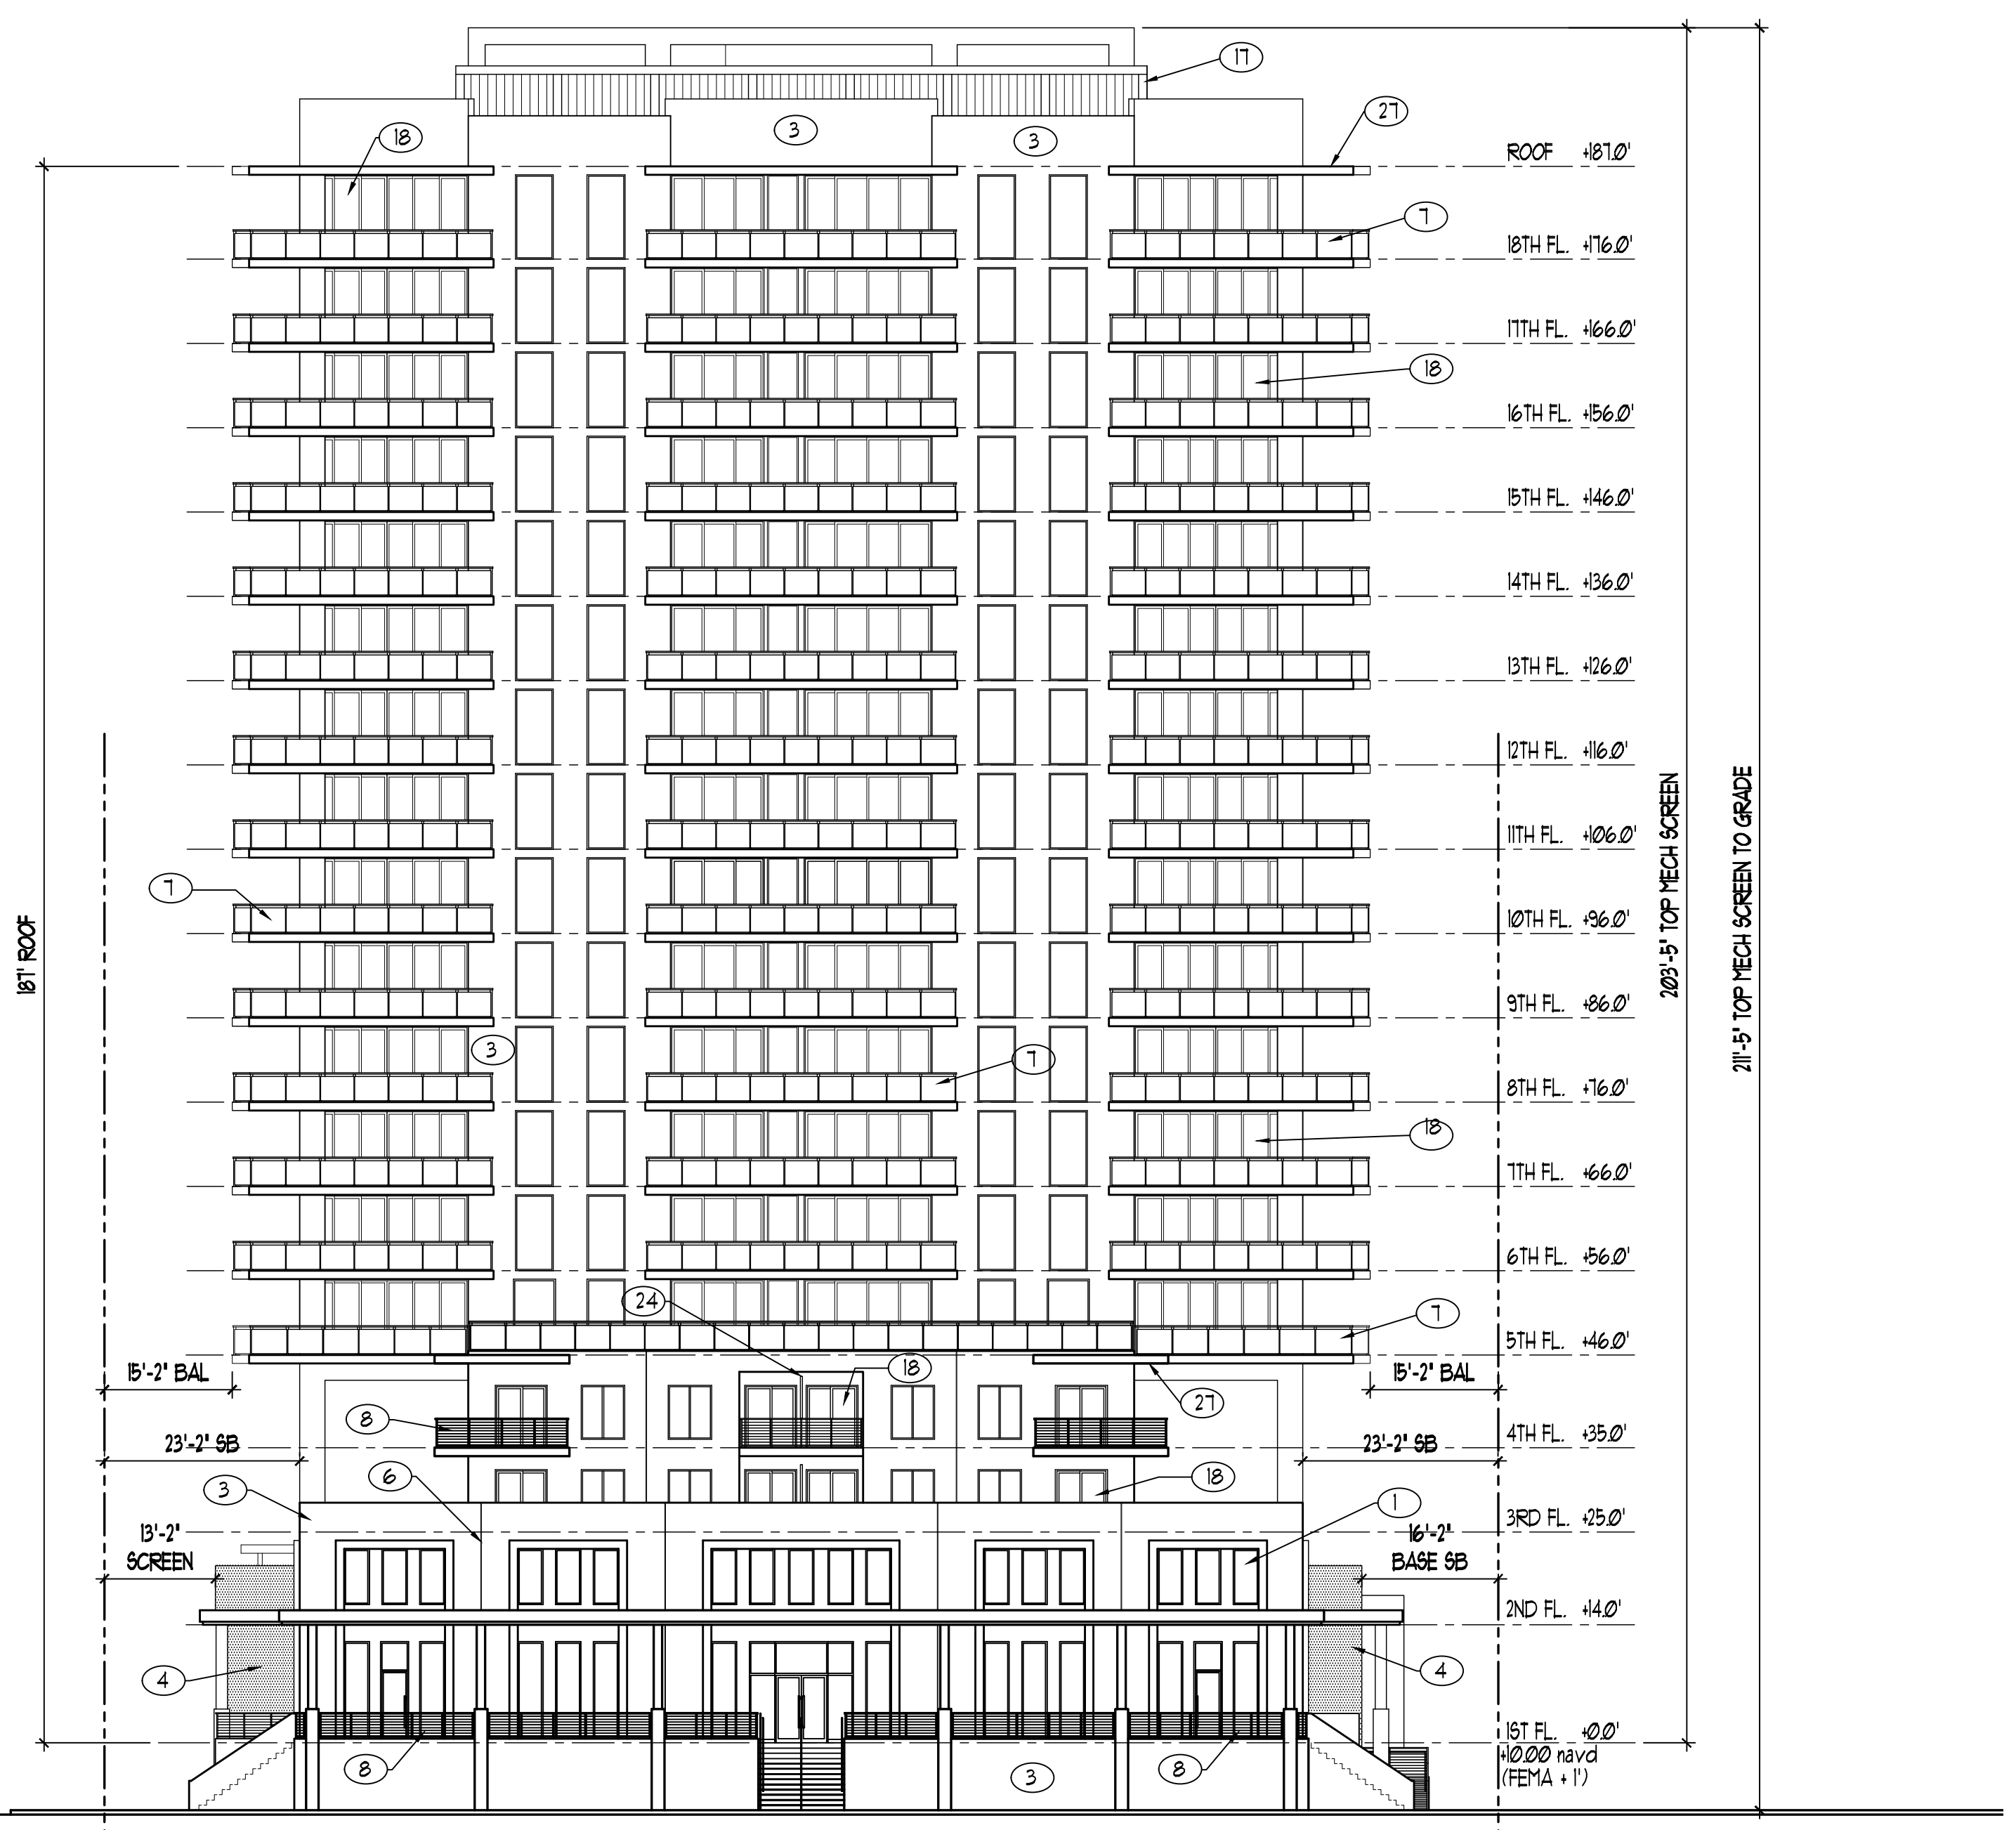 17
27
3
18
3
ROOF +187.0'
7
18TH FL. +176.0'
17TH FL. +166.0'
18
16TH FL. +156.0'
15TH FL. +146.0'
14TH FL. +136.0'
13TH FL. +126.0'
12TH FL. +116.0'
11TH FL. +106.0'
7
10TH FL. +96.0'
187' ROOF
203'-5" TOP MECH SCREEN
211'-5" TOP MECH SCREEN TO GRADE
9TH FL. +86.0'
3
7
8TH FL. +76.0'
18
7TH FL. +66.0'
6TH FL. +56.0'
24
7
5TH FL. +46.0'
15'-2" BAL
18
15'-2" BAL
27
8
4TH FL. +35.0'
23'-2" SB
23'-2" SB
6
18
3
1
3RD FL. +25.0'
13'-2"
SCREEN
16'-2"
BASE SB
2ND FL. +14.0'
4
4
1ST FL. +0.0'
+10.00 navd
(FEMA + 1')
8
3
8